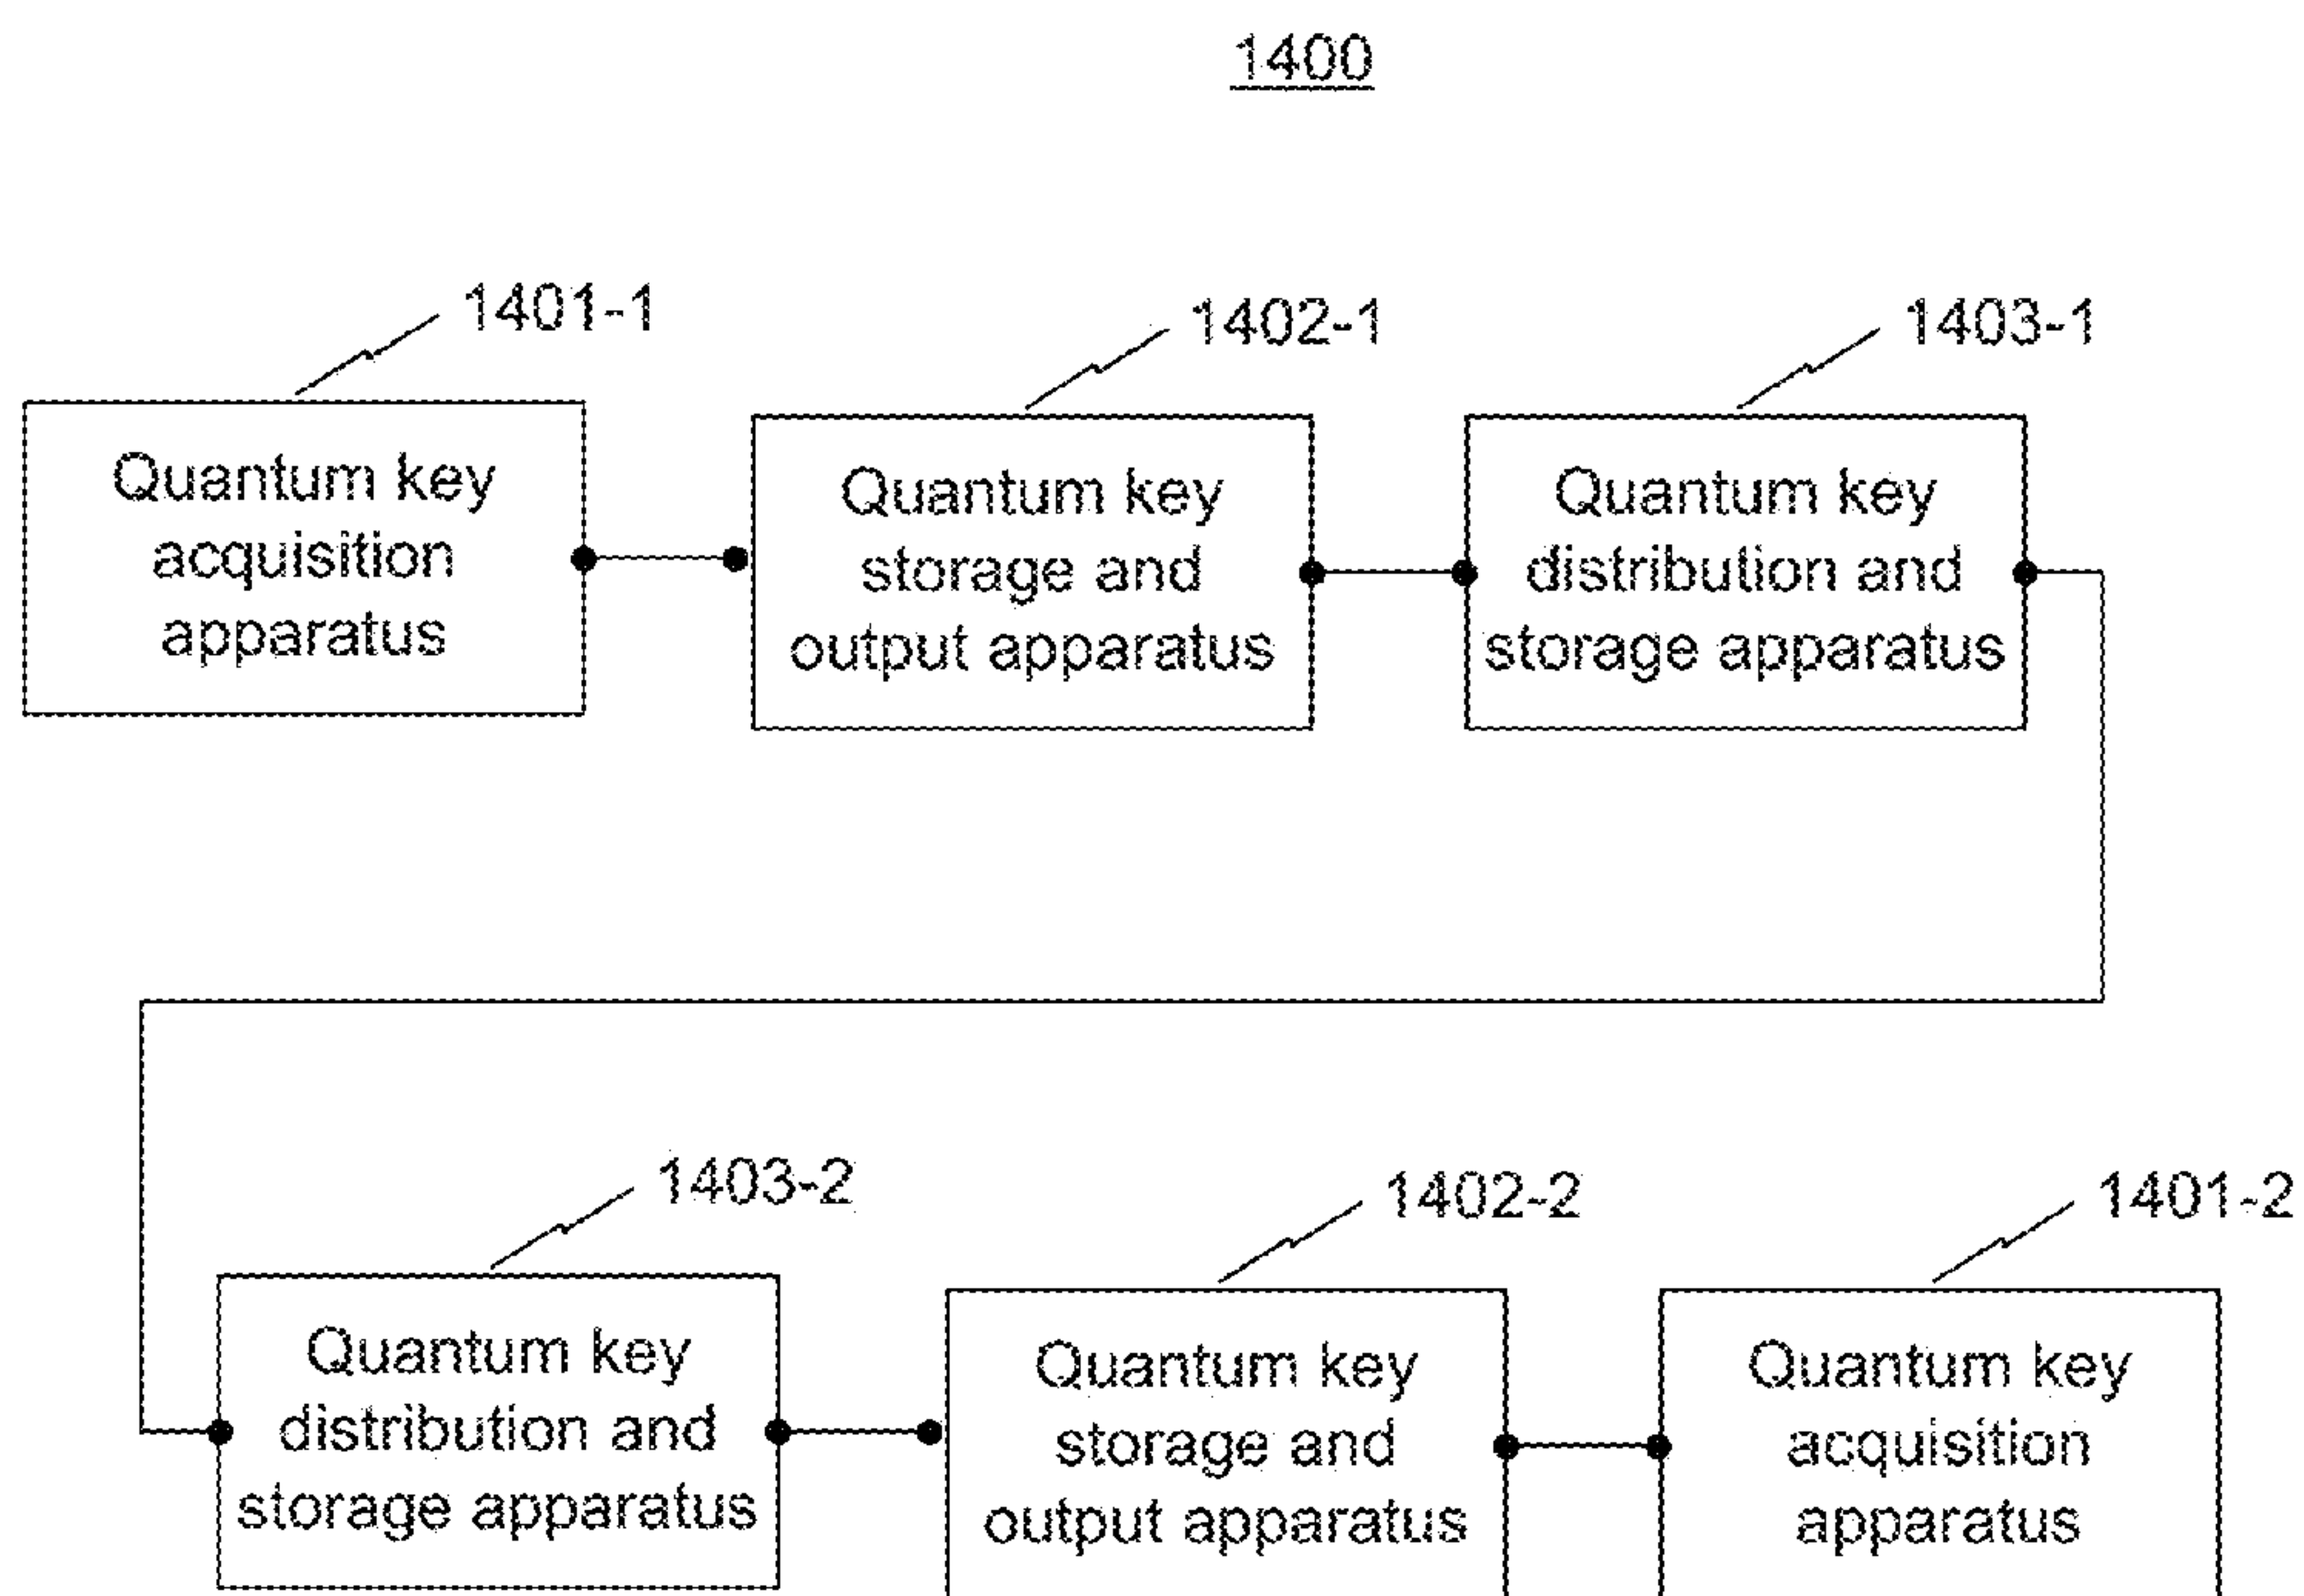 1400
1401-1
1402-1
1403-1
Quantum key
acquisition
apparatus
Quantum key
storage and
output apparatus
Quantum key
distribution and
storage apparatus
1403-2
1402-2
1401-2
Quantum key
distribution and
storage apparatus
Quantum key
storage and
output apparatus
Quantum key
acquisition
apparatus